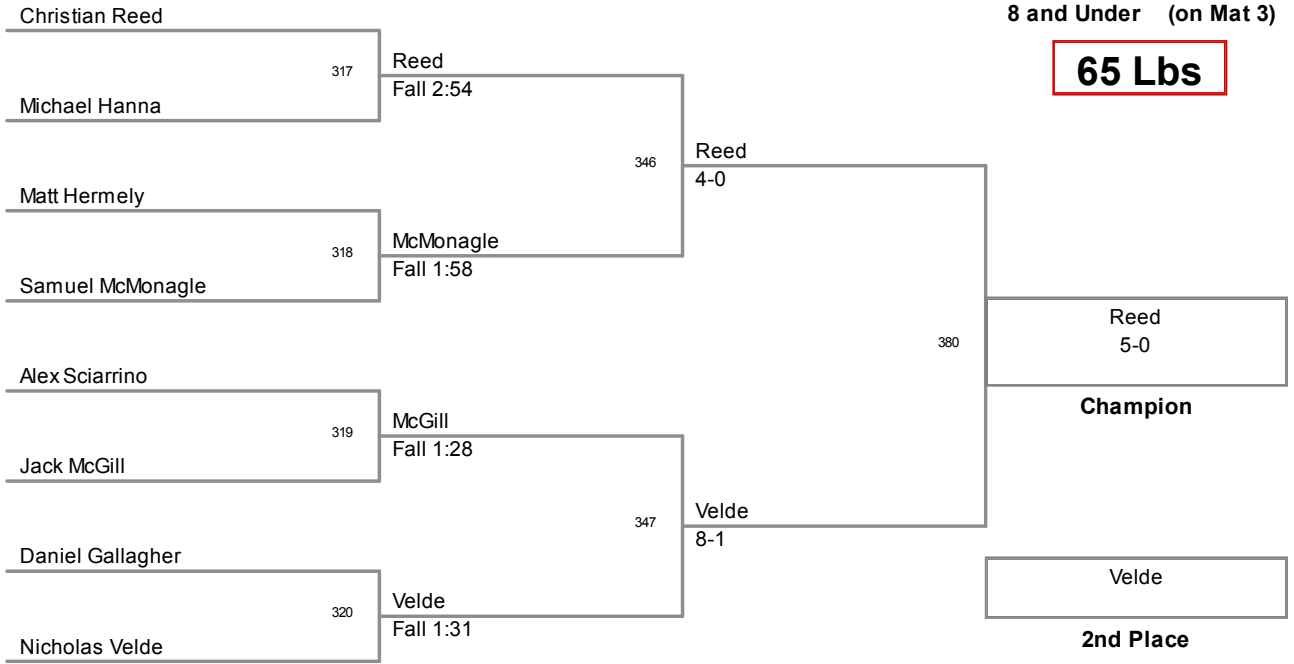 Christian Reed
8 and Under (on Mat 3)
65 Lbs
317
Reed
Fall 2:54
Michael Hanna
346
Reed
4-0
Matt Hermely
318
McMonagle
Fall 1:58
Samuel McMonagle
380
Reed
5-0
Champion
Alex Sciarrino
319
McGill
Fall 1:28
Jack McGill
347
Velde
8-1
Daniel Gallagher
320
Velde
Fall 1:31
Nicholas Velde
Velde
2nd Place